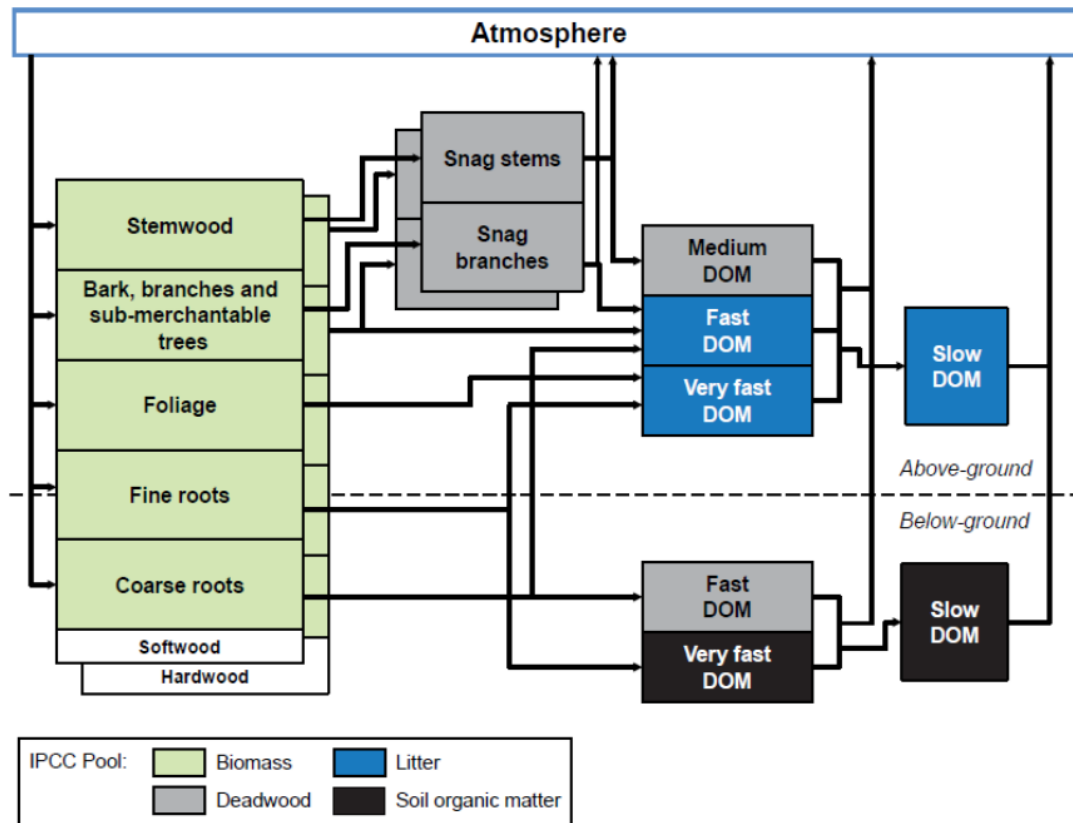 Atmosphere
Snag stems
Snag
branches
Stemwood
Bark, branches and
sub-merchantable
trees
Foliage
Fine roots
Coarse roots
Softwood
Hardwood
Medium
DOM
Fast
DOM
Very fast
DOM
Slow
DOM
Above-ground
Below-ground
Fast
DOM
Very fast
DOM
Slow
DOM
IPCC Pool:
Biomass
Litter
Deadwood
Soil organic matter